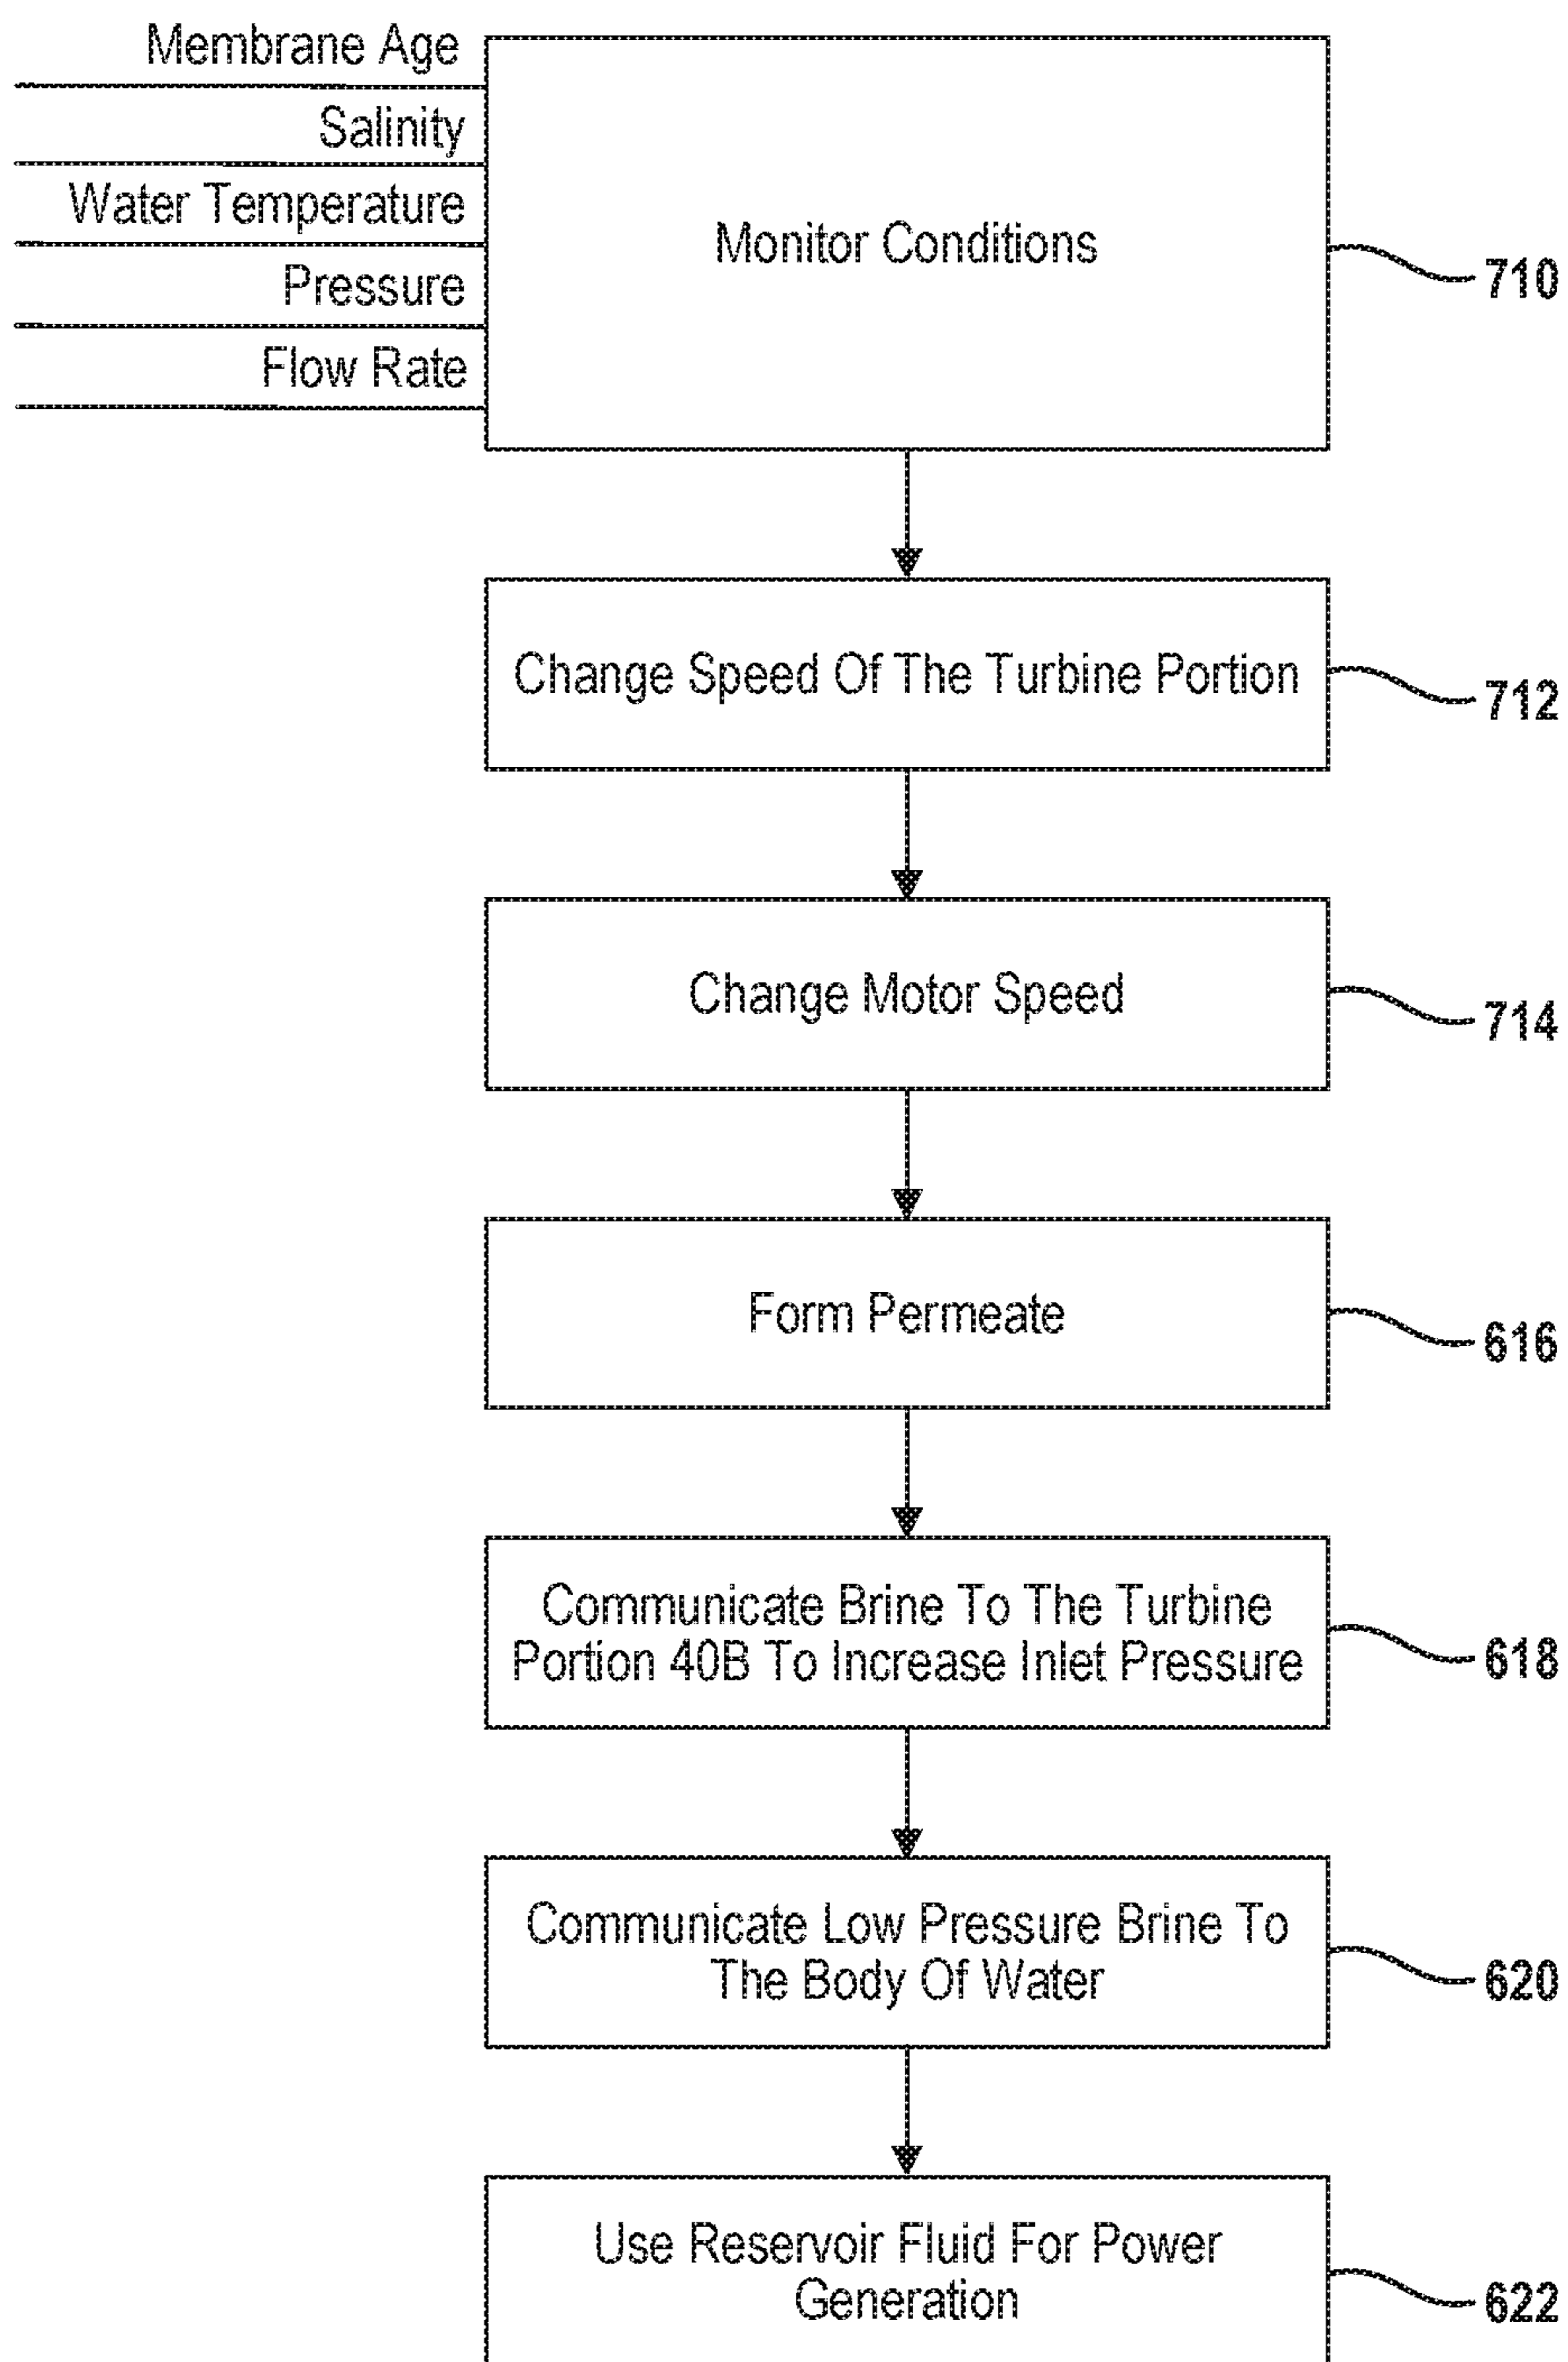 Membrane Age
Salinity
Water Temperature
Pressure
Flow Rate
Monitor Conditions
710
Change Speed Of The Turbine Portion
712
Change Motor Speed
714
Form Permeate
616
Communicate Brine To The Turbine
Portion 40B To Increase Inlet Pressure
618
Communicate Low Pressure Brine To
The Body Of Water
620
Use Reservoir Fluid For Power
Generation
622